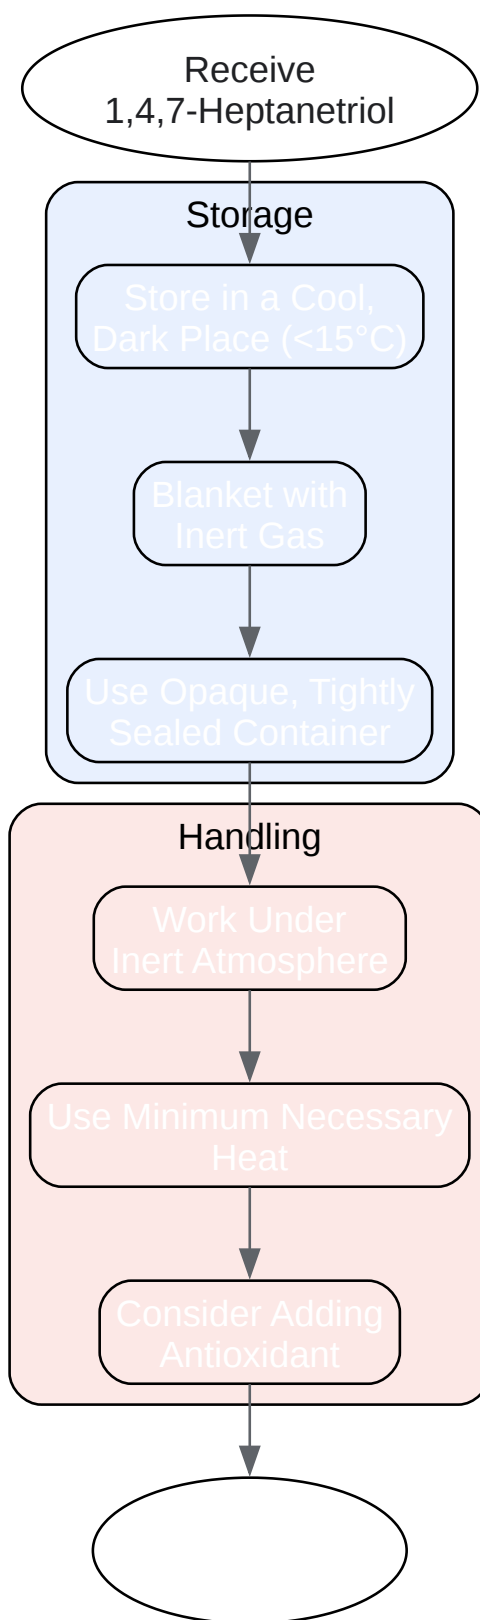 Receive
1,4,7-Heptanetriol
Storage
Store in a Cool,
Dark Place (<15°C)
Blanket with
Inert Gas
Use Opaque, Tightly
Sealed Container
Handling
Work Under
Inert Atmosphere
Use Minimum Necessary
Heat
Consider Adding
Antioxidant